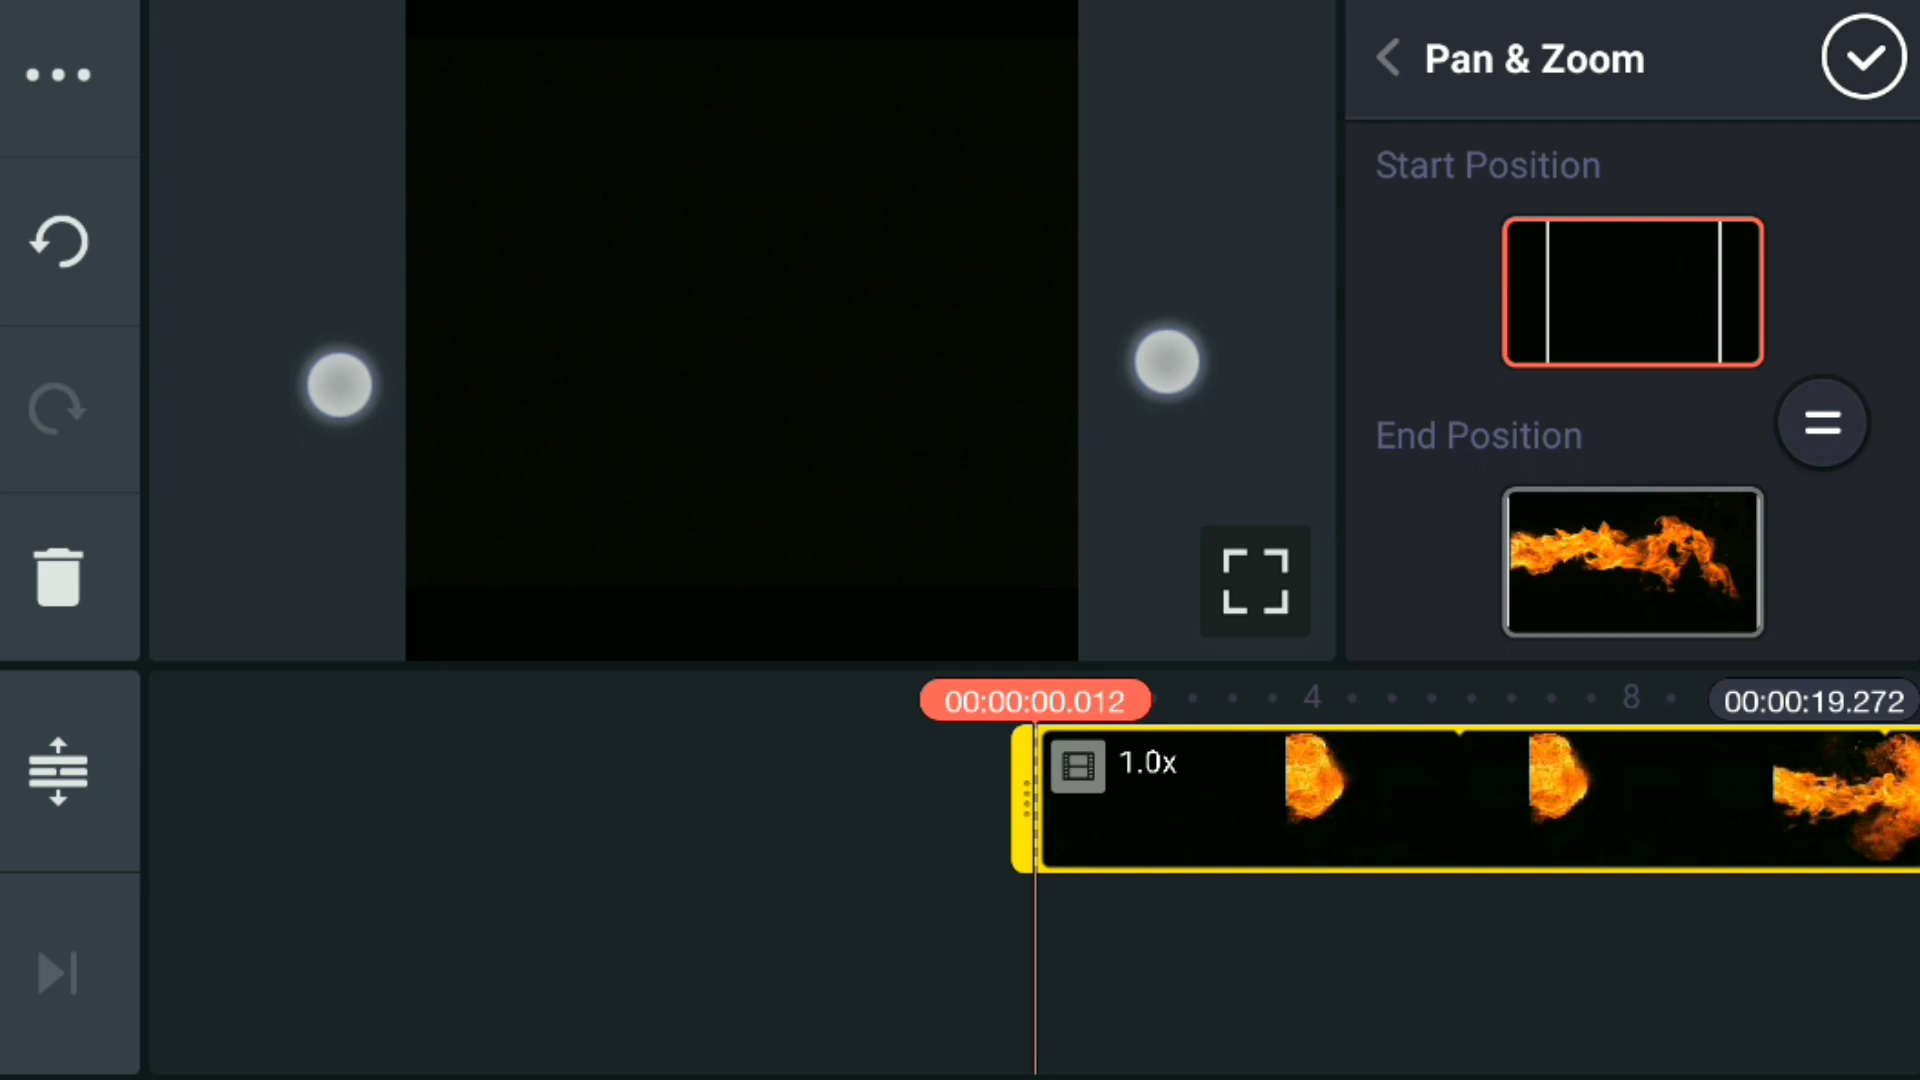 Pan & Zoom
Start Position
End Position
00:00:00.012
4
8
00:00:19.272
1.0x